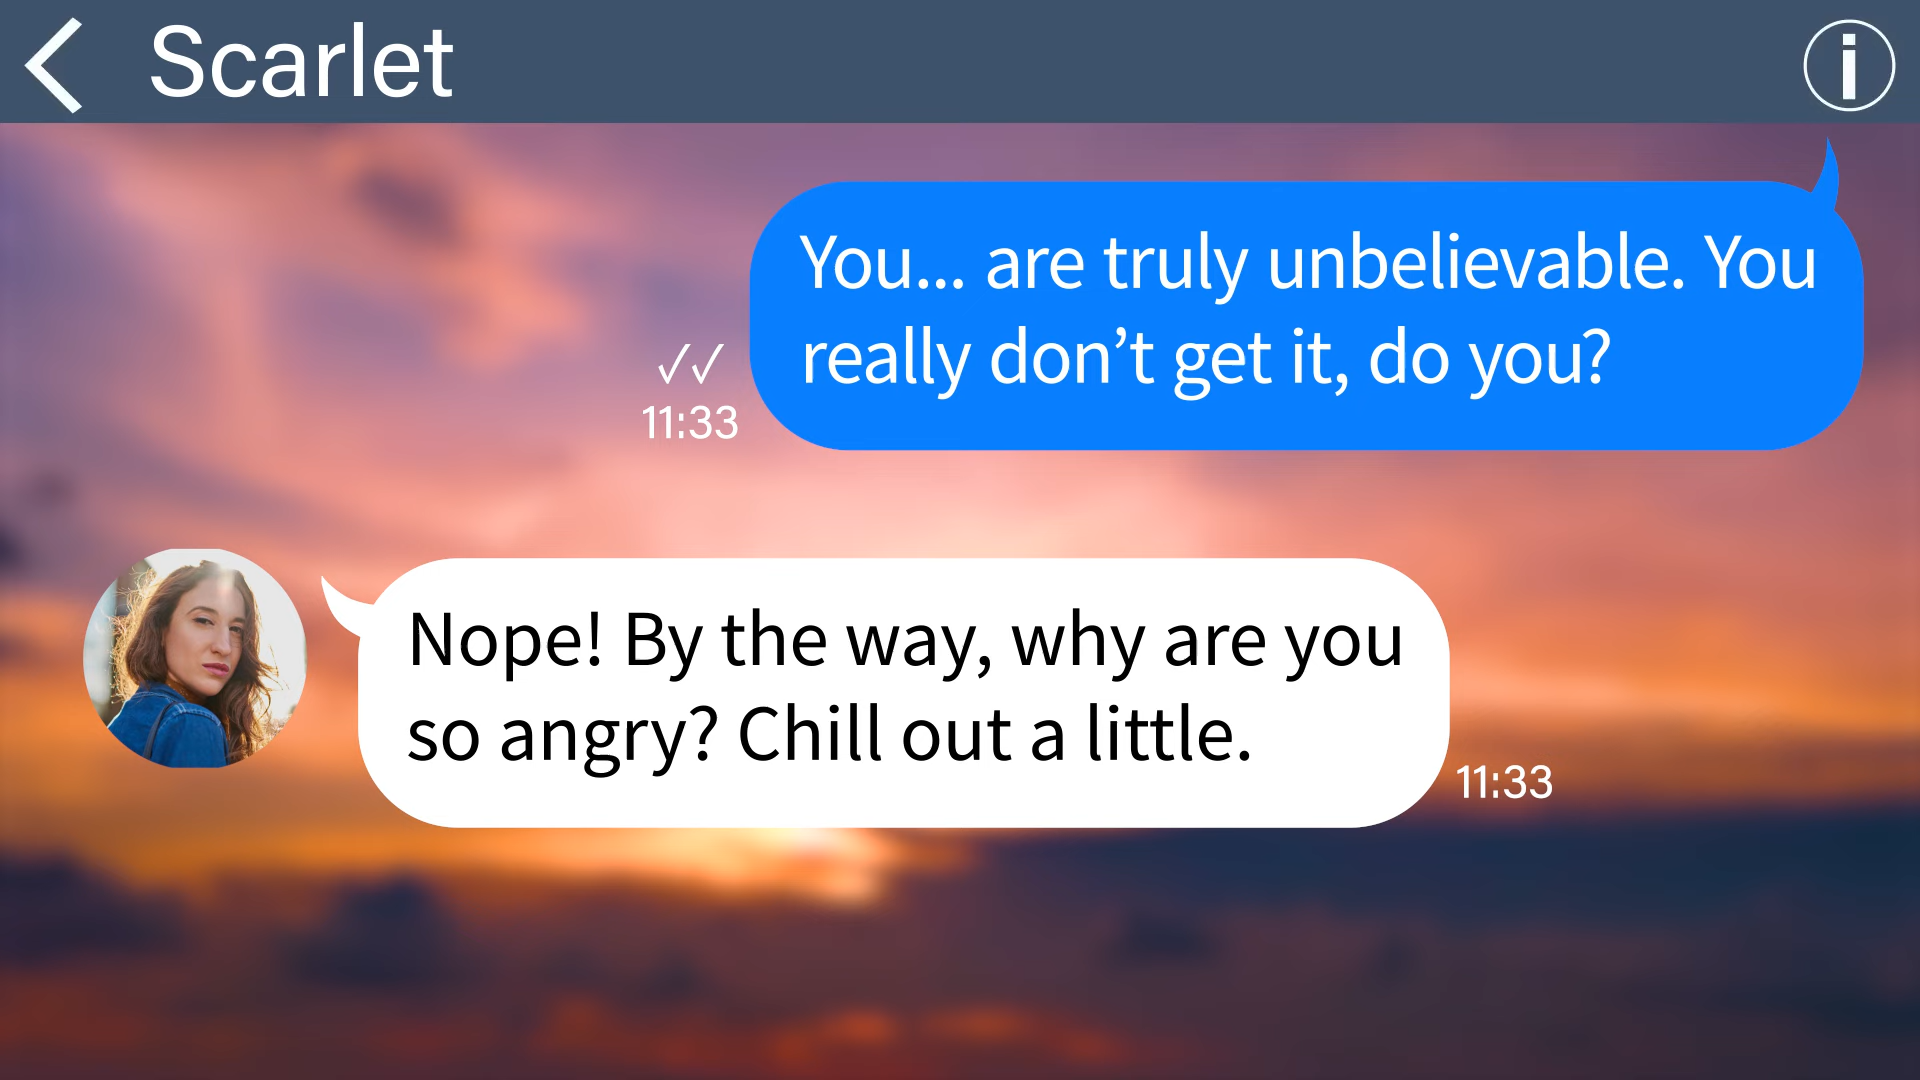 Scarlet
You... are truly unbelievable. You
really don’t get it, do you?
✓✓
11:33
Nope! By the way, why are you
so angry? Chill out a little.
11:33